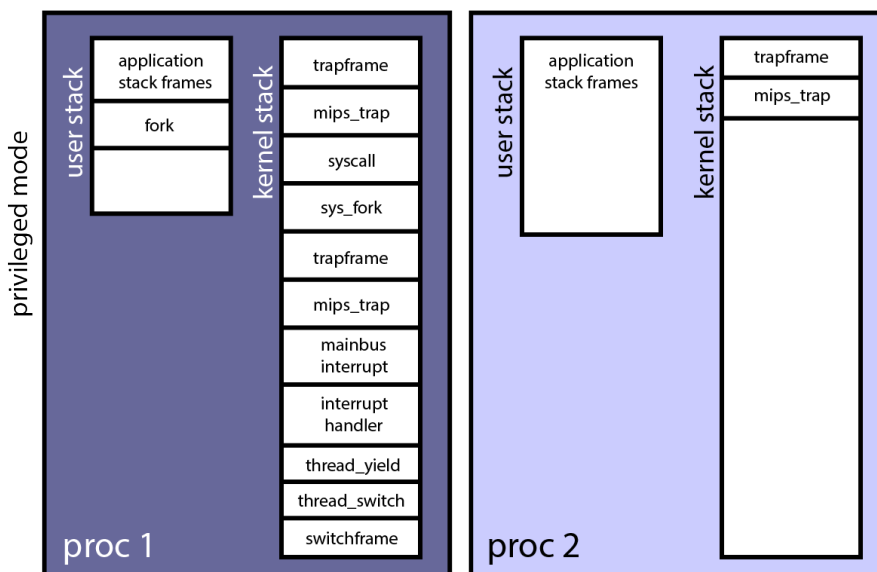 privileged mode
user stack
application
stack frames
fork
kernel stack
trapframe
mips_trap
syscall
sys_fork
trapframe
mips_trap
mainbus
interrupt
interrupt
handler
thread_yield
thread_switch
switchframe
proc 1
user stack
application
stack frames
kernel stack
trapframe
mips_trap
proc 2